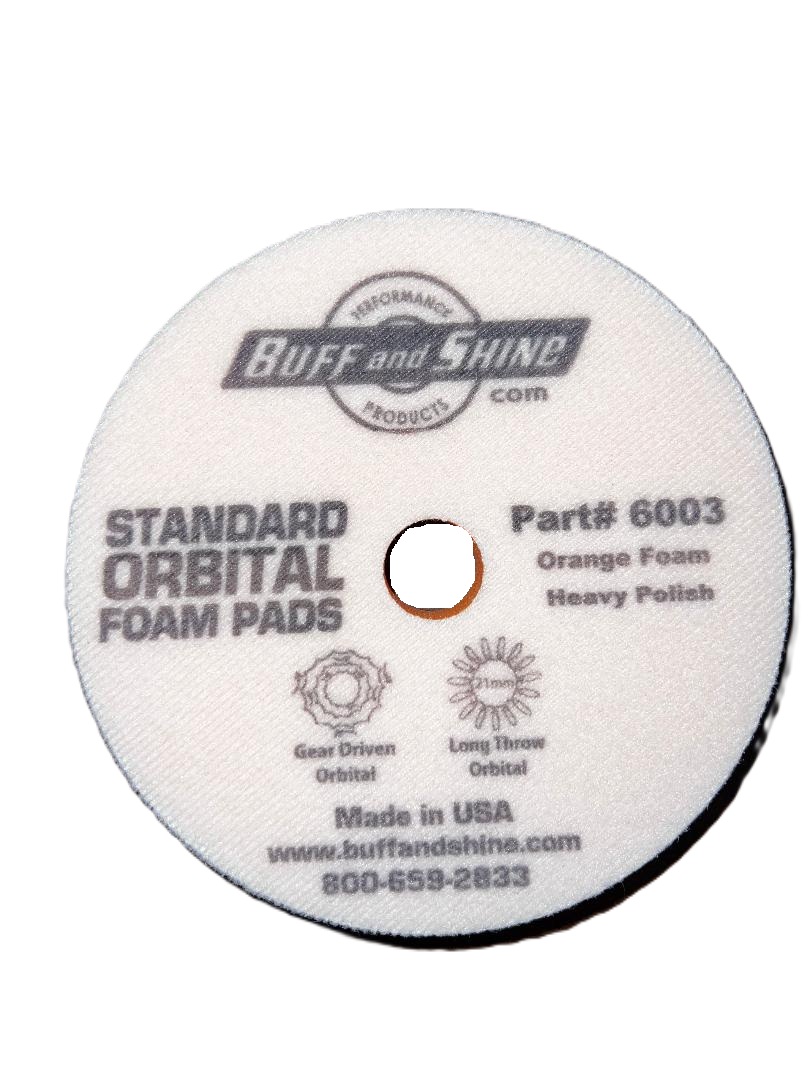 PERFORMANCE
BUFF and SHINE
com
PRODUCTS
STANDARD
ORBITAL
FOAM PADS
Part# 6003
Orange Foam
Heavy Polish
21mm
Gear Driven
Orbital
Long Throw
Orbital
Made in USA
www.buffandshine.com
800-659-2833